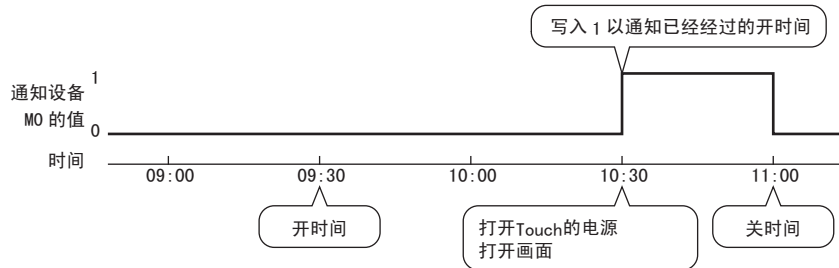 写入 1 以通知已经经过的开时间
通知设备
M0 的值
1
0
时间
09:00
09:30
10:00
10:30
11:00
开时间
打开Touch的电源
打开画面
关时间